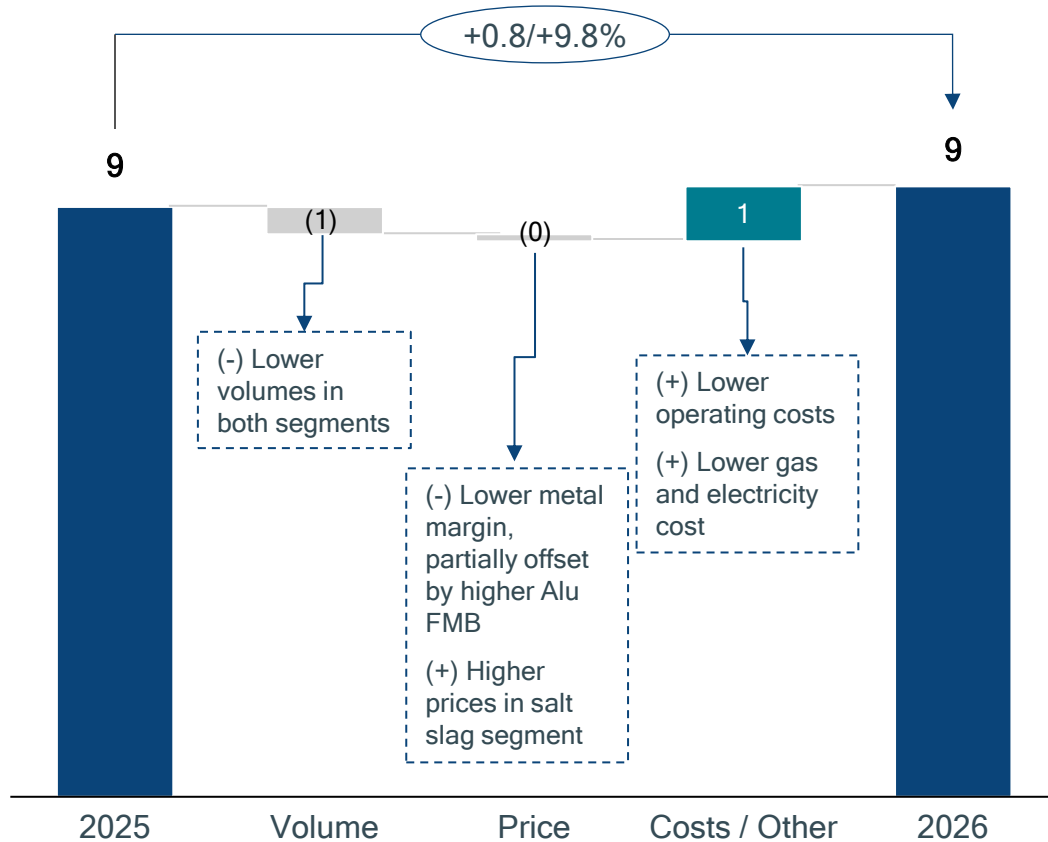 +0.8/+9.8%
9
9
(1)
(0)
1
(-) Lower
volumes in
both segments
(-) Lower metal
margin,
partially offset
by higher Alu
FMB
(+) Higher
prices in salt
slag segment
(+) Lower
operating costs
(+) Lower gas
and electricity
cost
2025
Volume
Price
Costs / Other
2026